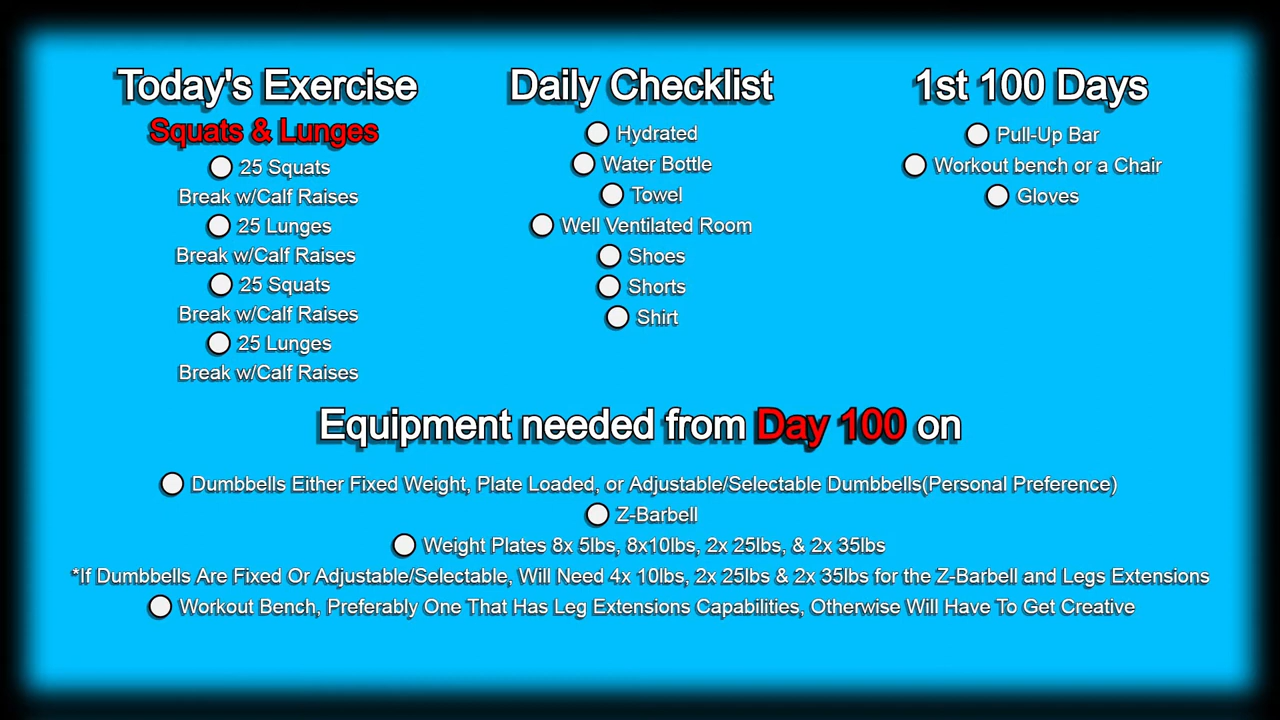 Today's Exercise
Squats & Lunges
25 Squats
Break w/Calf Raises
25 Lunges
Break w/Calf Raises
25 Squats
Break w/Calf Raises
25 Lunges
Break w/Calf Raises
Daily Checklist
Hydrated
Water Bottle
Towel
Well Ventilated Room
Shoes
Shorts
Shirt
1st 100 Days
Pull-Up Bar
Workout bench or a Chair
Gloves
Equipment needed from Day 100 on
Dumbbells Either Fixed Weight, Plate Loaded, or Adjustable/Selectable Dumbbells(Personal Preference)
Z-Barbell
Weight Plates 8x 5lbs, 8x10lbs, 2x 25lbs, & 2x 35lbs
*If Dumbbells Are Fixed Or Adjustable/Selectable, Will Need 4x 10lbs, 2x 25lbs & 2x 35lbs for the Z-Barbell and Legs Extensions
Workout Bench, Preferably One That Has Leg Extensions Capabilities, Otherwise Will Have To Get Creative